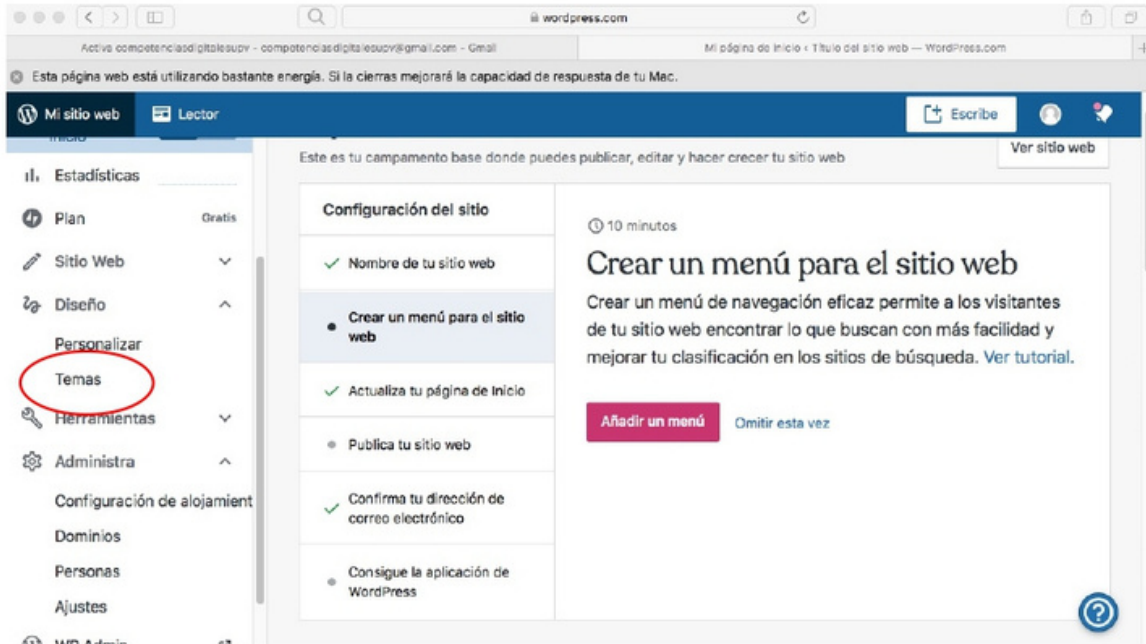 wordpress.com
Activa competenciasdigitalesupv - competenciasdigitalesupv@gmail.com - Gmail
Mi página de inicio ‹ Título del sitio web — WordPress.com
Esta página web está utilizando bastante energía. Si la cierras mejorará la capacidad de respuesta de tu Mac.
Mi sitio web
Lector
Escribe
Inicio
Estadísticas
Plan
Gratis
Sitio Web
Diseño
Personalizar
Temas
Herramientas
Administra
Configuración de alojamient
Dominios
Personas
Ajustes
WP Admin
Este es tu campamento base donde puedes publicar, editar y hacer crecer tu sitio web
Ver sitio web
Configuración del sitio
Nombre de tu sitio web
Crear un menú para el sitio
web
Actualiza tu página de Inicio
Publica tu sitio web
Confirma tu dirección de
correo electrónico
Consigue la aplicación de
WordPress
10 minutos
Crear un menú para el sitio web
Crear un menú de navegación eficaz permite a los visitantes
de tu sitio web encontrar lo que buscan con más facilidad y
mejorar tu clasificación en los sitios de búsqueda. Ver tutorial.
Añadir un menú
Omitir esta vez